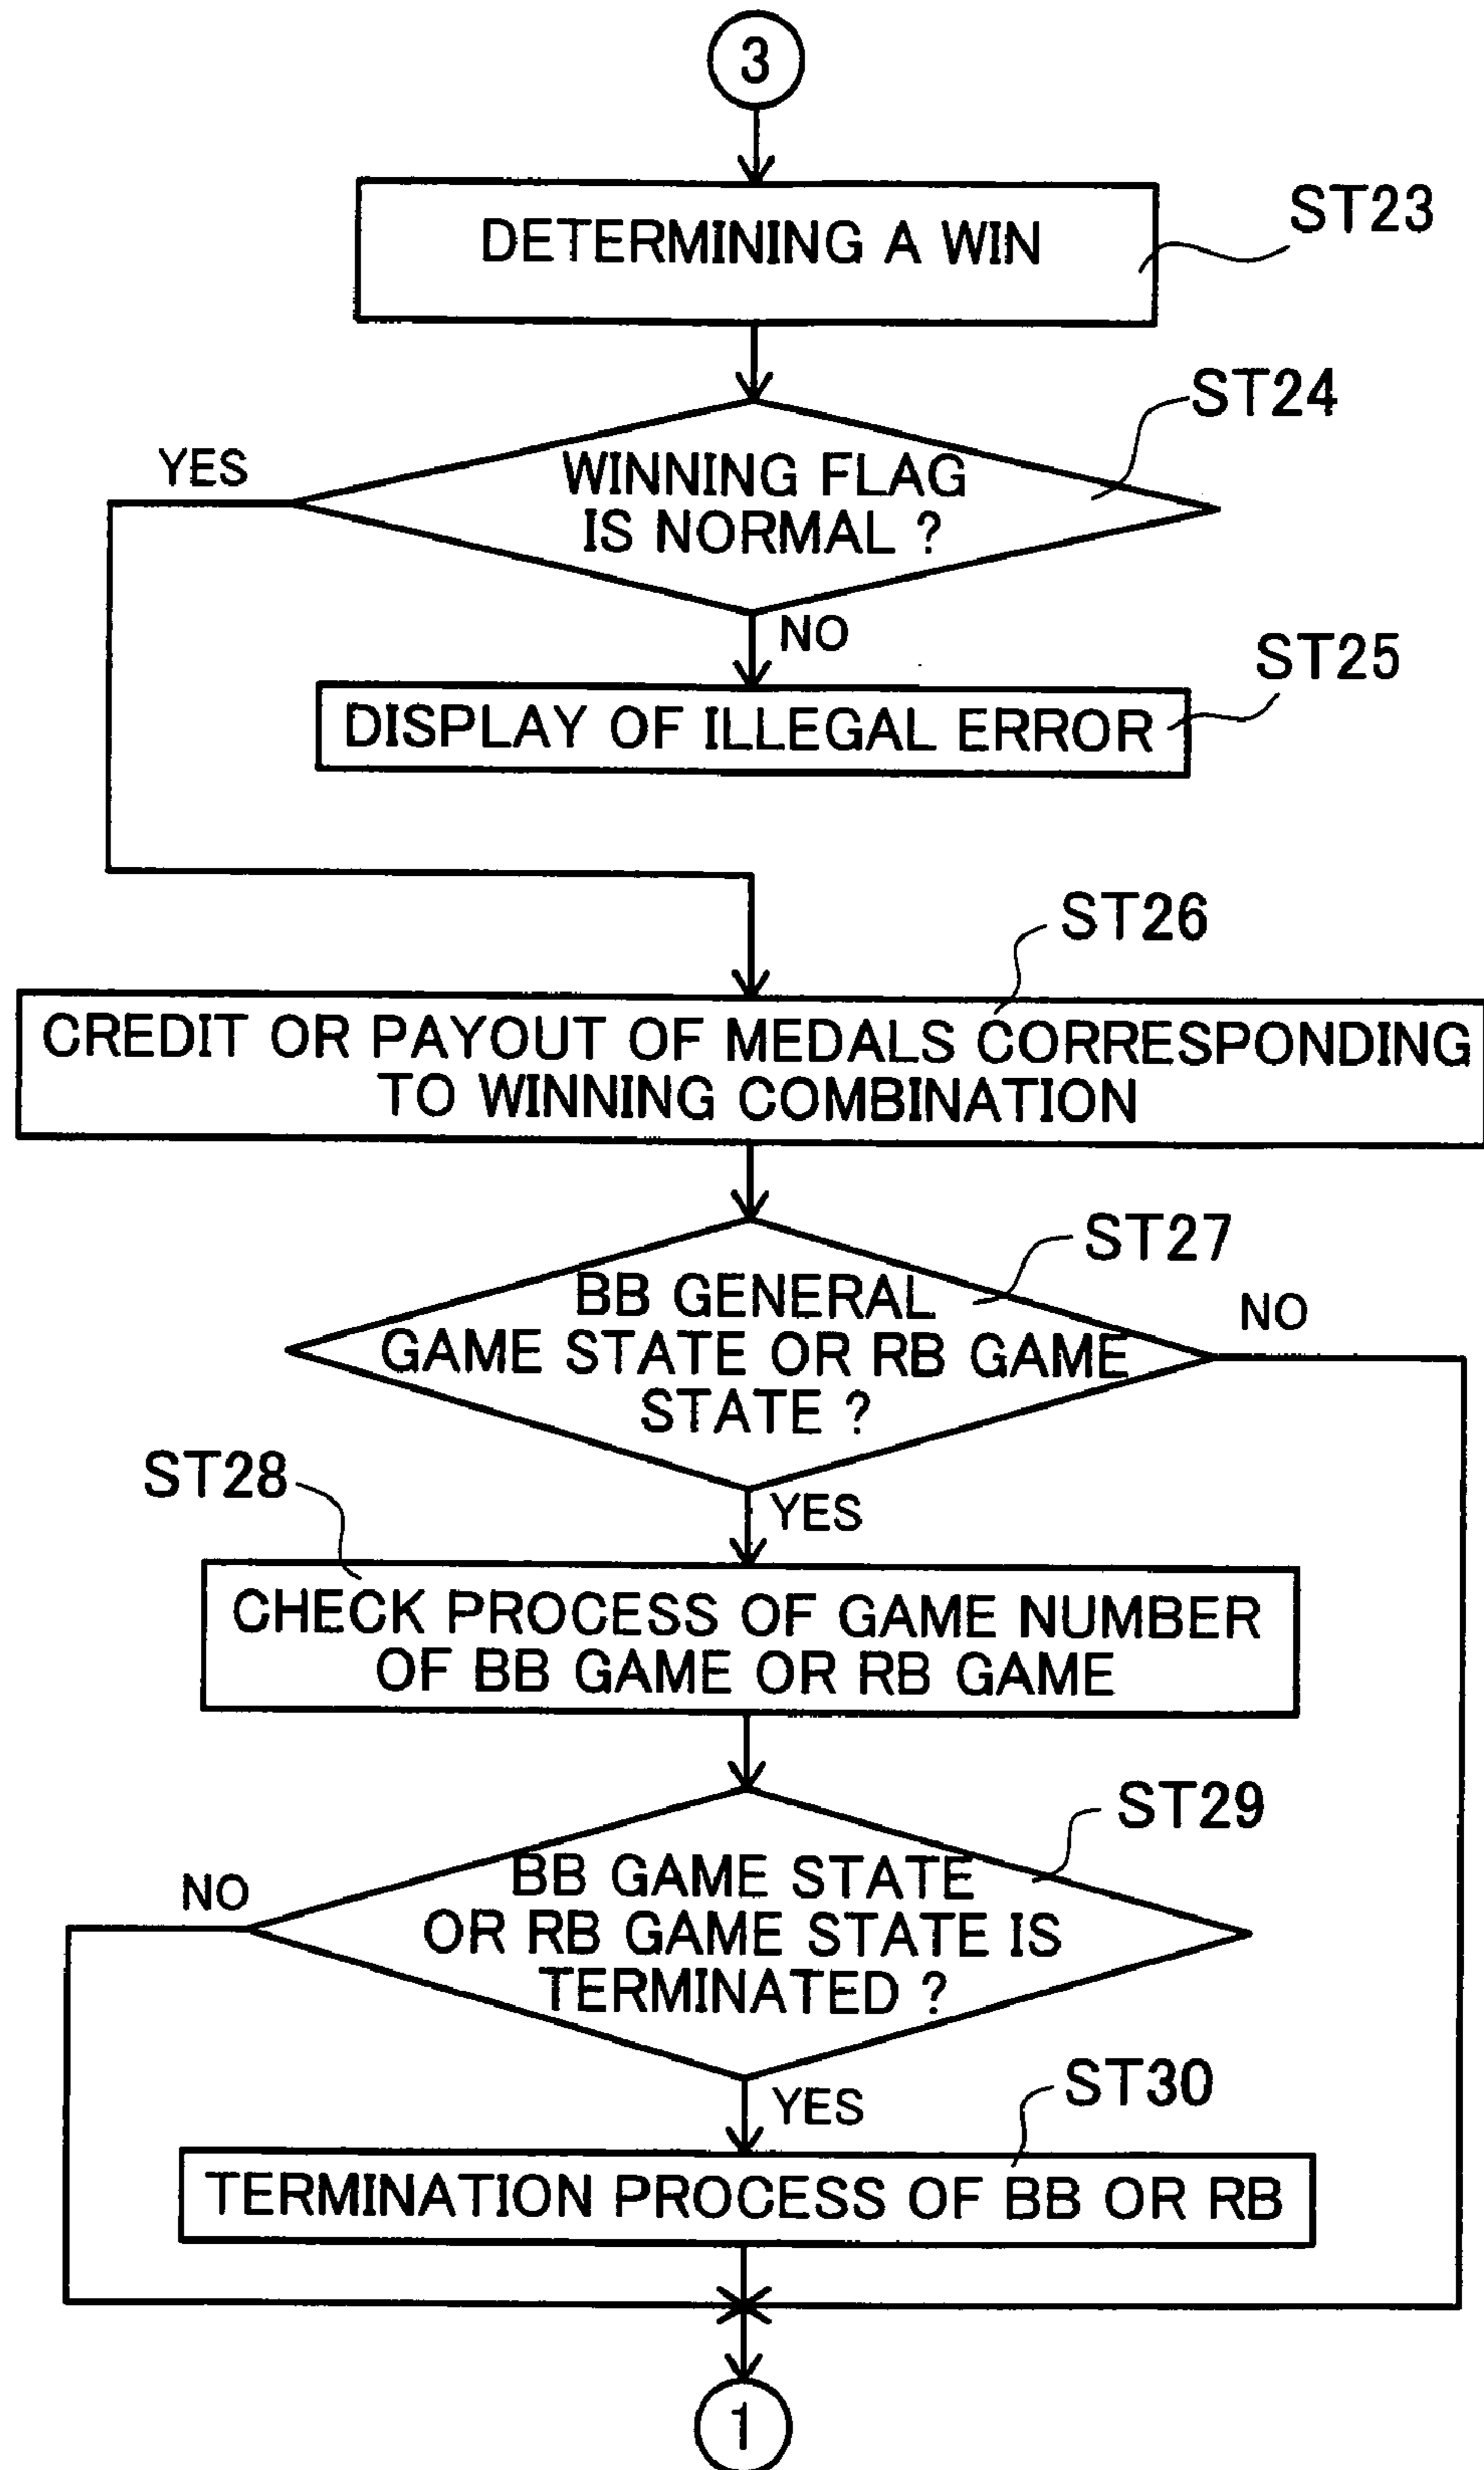 3
DETERMINING A WIN
ST23
ST24
YES
WINNING FLAG
IS NORMAL ?
NO
ST25
DISPLAY OF ILLEGAL ERROR
ST26
CREDIT OR PAYOUT OF MEDALS CORRESPONDING
TO WINNING COMBINATION
ST27
BB GENERAL
NO
GAME STATE OR RB GAME
STATE ?
ST28
YES
CHECK PROCESS OF GAME NUMBER
OF BB GAME OR RB GAME
ST29
BB GAME STATE
NO
OR RB GAME STATE IS
TERMINATED ?
ST30
YES
TERMINATION PROCESS OF BB OR RB
1